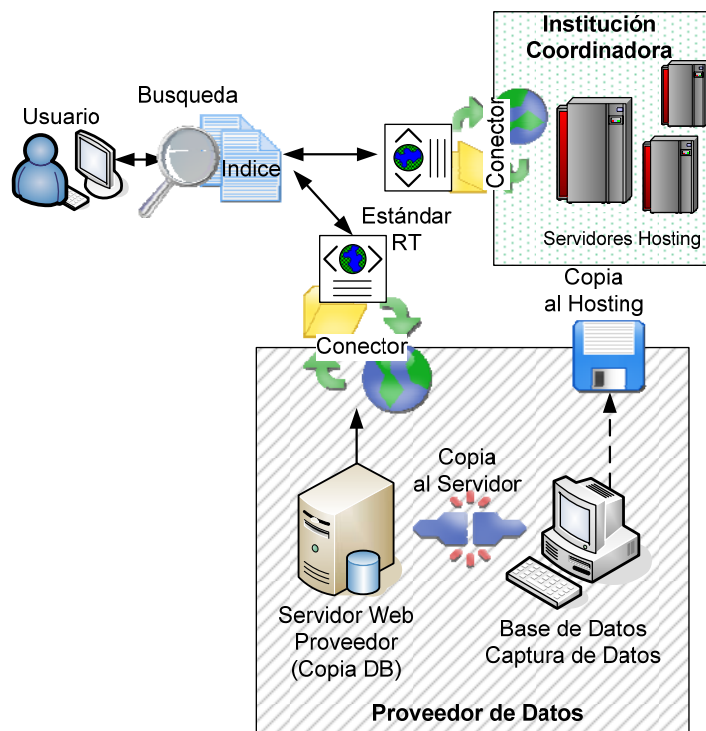 Institución
Coordinadora
Usuario
Busqueda
Indice
Conector
Servidores Hosting
Estándar
RT
Copia
al Hosting
Conector
Copia
al Servidor
Servidor Web
Proveedor
(Copia DB)
Base de Datos
Captura de Datos
Proveedor de Datos